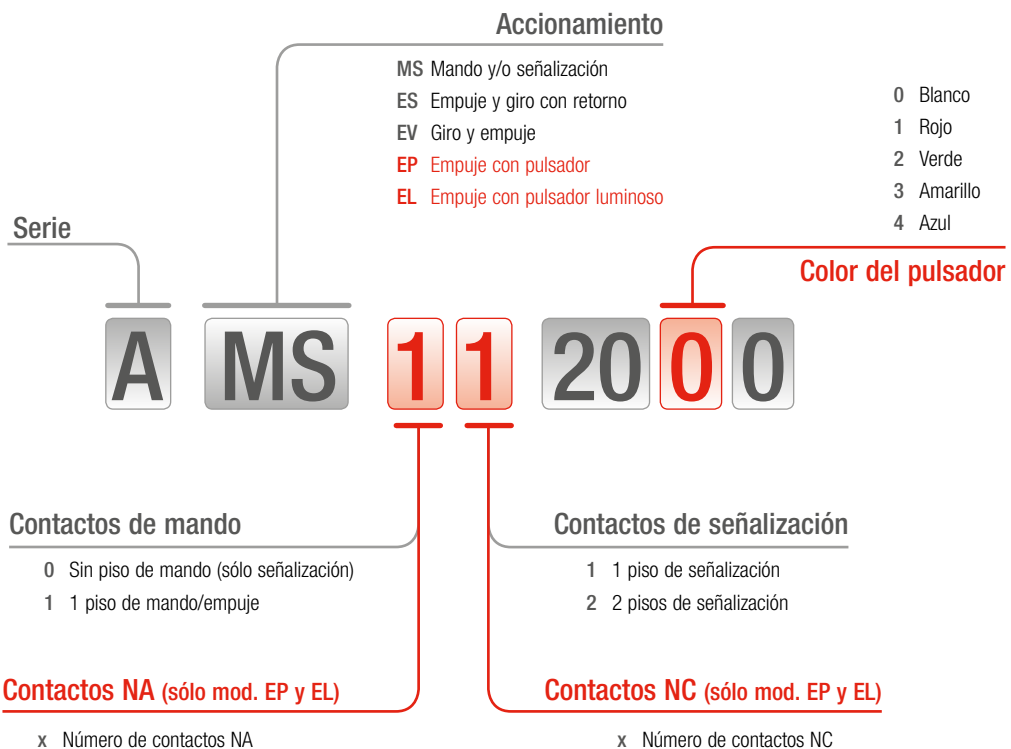 Accionamiento
MS Mando y/o señalización
ES Empuje y giro con retorno
EV Giro y empuje
EP Empuje con pulsador
EL Empuje con pulsador luminoso
0 Blanco
1 Rojo
2 Verde
3 Amarillo
4 Azul
Serie
Color del pulsador
A MS 1 1 20 0 0
Contactos de mando
0 Sin piso de mando (sólo señalización)
1 1 piso de mando/empuje
Contactos de señalización
1 1 piso de señalización
2 2 pisos de señalización
Contactos NA (sólo mod. EP y EL)
x Número de contactos NA
Contactos NC (sólo mod. EP y EL)
x Número de contactos NC